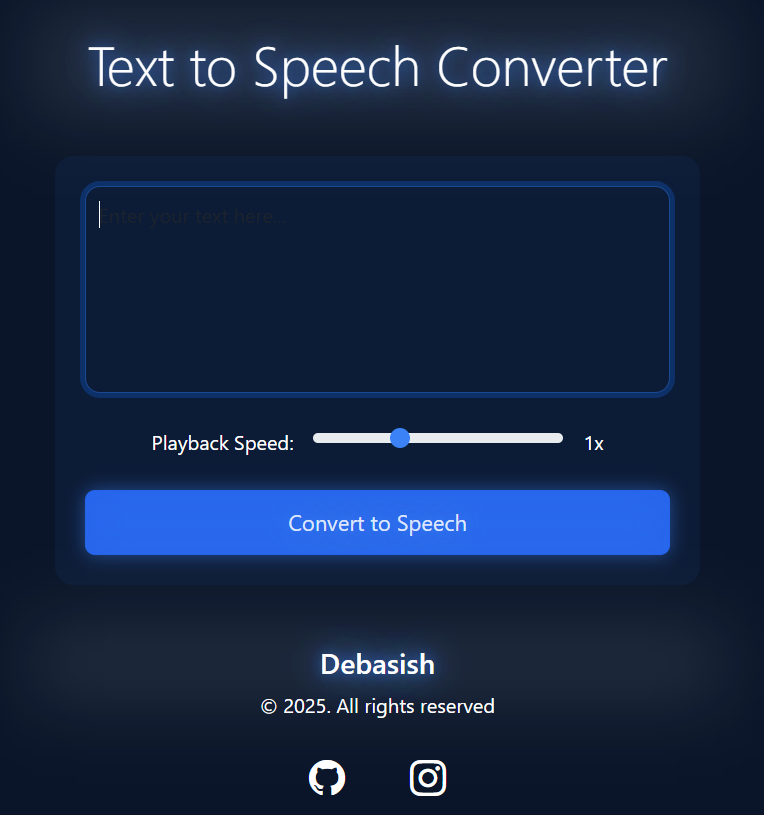 Text to Speech Converter
Enter your text here...
Playback Speed: 1x
Convert to Speech
Debasish
© 2025. All rights reserved